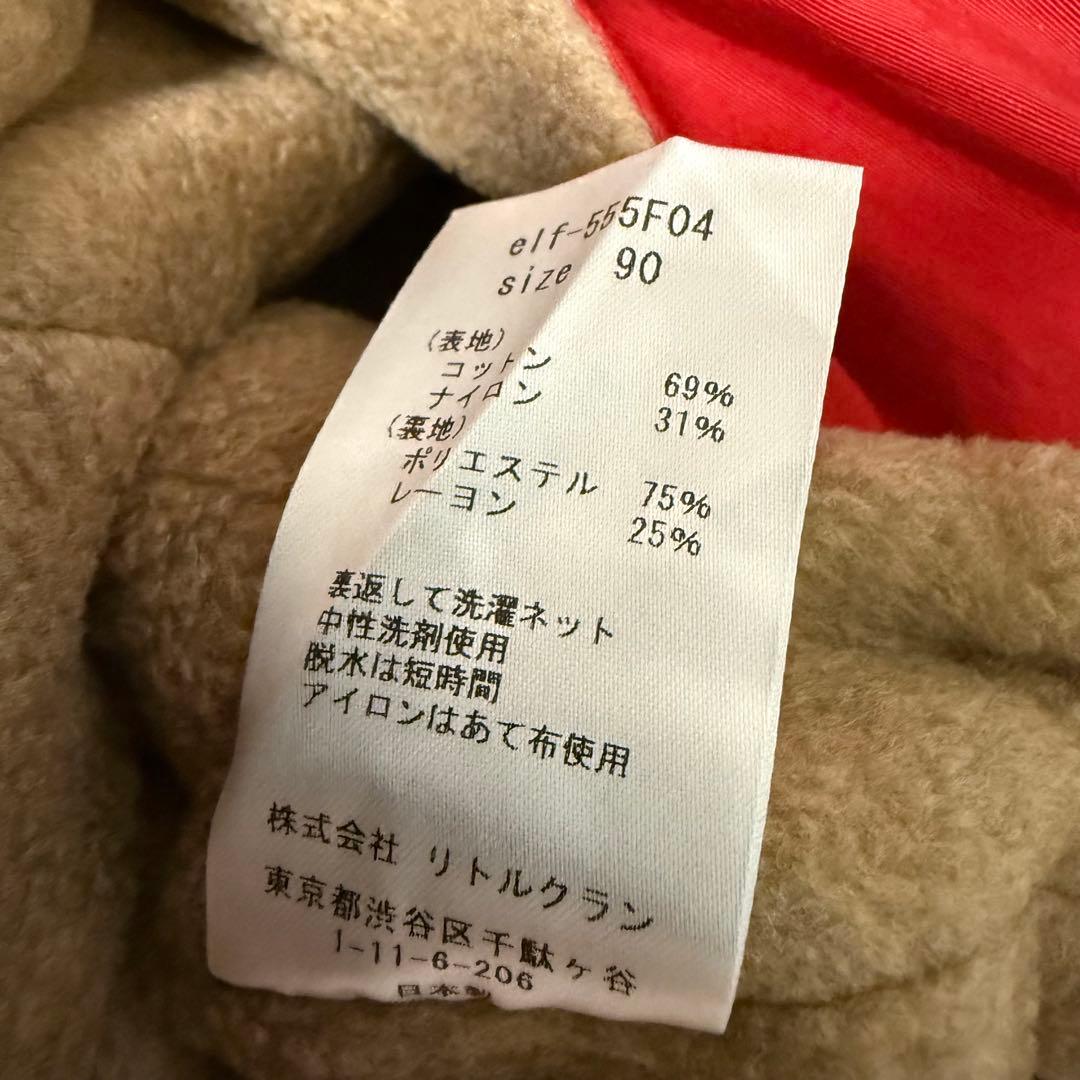 elf-555F04
size 90
(表地)
コットン 69%
ナイロン 31%
(裏地)
ポリエステル 75%
レーヨン 25%
裏返して洗濯ネット
中性洗剤使用
脱水は短時間
アイロンはあて布使用
株式会社 リトルクラン
東京都渋谷区千駄ヶ谷
1-11-6-206
日本製